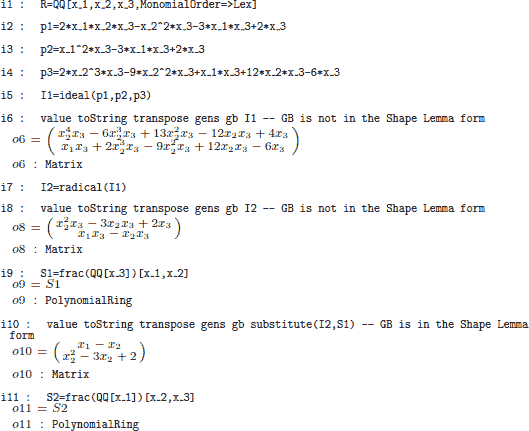 i1 : R=QQ[x_1,x_2,x_3,MonomialOrder=>Lex]
i2 : p1=2*x_1*x_2*x_3-x_2^2*x_3-3*x_1*x_3+2*x_3
i3 : p2=x_1^2*x_3-3*x_1*x_3+2*x_3
i4 : p3=2*x_2^3*x_3-9*x_2^2*x_3+x_1*x_3+12*x_2*x_3-6*x_3
i5 : I1=ideal(p1,p2,p3)
i6 : value toString transpose gens gb I1 -- GB is not in the Shape Lemma form
o6 = ( x_2^4x_3 − 6x_2^3x_3 + 13x_2^2x_3 − 12x_2x_3 + 4x_3
x_1x_3 + 2x_2^3x_3 − 9x_2^2x_3 + 12x_2x_3 − 6x_3 )
o6 : Matrix
i7 : I2=radical(I1)
i8 : value toString transpose gens gb I2 -- GB is not in the Shape Lemma form
o8 = ( x_2^2x_3 − 3x_2x_3 + 2x_3
x_1x_3 − x_2x_3 )
o8 : Matrix
i9 : S1=frac(QQ[x_3])[x_1,x_2]
o9 = S1
o9 : PolynomialRing
i10 : value toString transpose gens gb substitute(I2,S1) -- GB is in the Shape Lemma
form
o10 = ( x_1 − x_2
x_2^2 − 3x_2 + 2 )
o10 : Matrix
i11 : S2=frac(QQ[x_1])[x_2,x_3]
o11 = S2
o11 : PolynomialRing